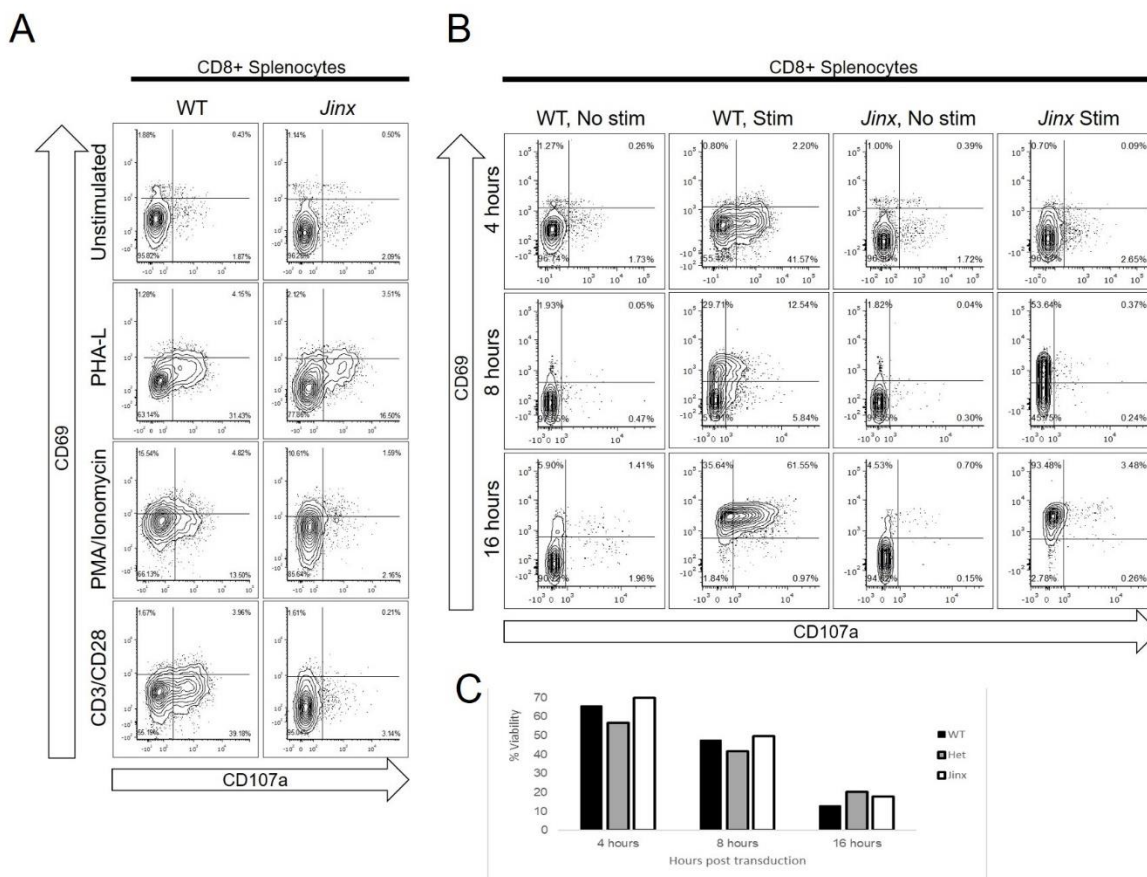 A
CD8+ Splenocytes
WT
Jinx
CD69
Unstimulated
1.88%
0.43%
95.82%
1.87%
1.14%
0.50%
2.09%
PHA-L
1.28%
4.15%
63.14%
31.43%
2.12%
3.51%
77.86%
16.50%
PMA/Ionomycin
15.54%
4.82%
66.13%
13.50%
10.61%
1.59%
85.64%
2.16%
CD3/CD28
1.67%
3.96%
39.18%
1.61%
0.21%
3.14%
CD107a
B
CD8+ Splenocytes
WT, No stim
WT, Stim
Jinx, No stim
Jinx Stim
CD69
4 hours
1.27%
0.26%
96.74%
1.73%
0.80%
2.20%
41.57%
1.00%
0.39%
1.72%
0.70%
0.09%
2.65%
8 hours
1.93%
0.05%
0.47%
29.71%
12.54%
5.84%
1.82%
0.04%
0.30%
53.64%
0.37%
45.75%
0.24%
16 hours
5.90%
1.41%
1.96%
35.64%
61.55%
1.84%
0.97%
4.53%
0.70%
0.15%
93.48%
3.48%
2.78%
0.26%
CD107a
C
% Viability
70
60
50
40
30
20
10
0
4 hours
8 hours
16 hours
Hours post transduction
WT
Het
Jinx